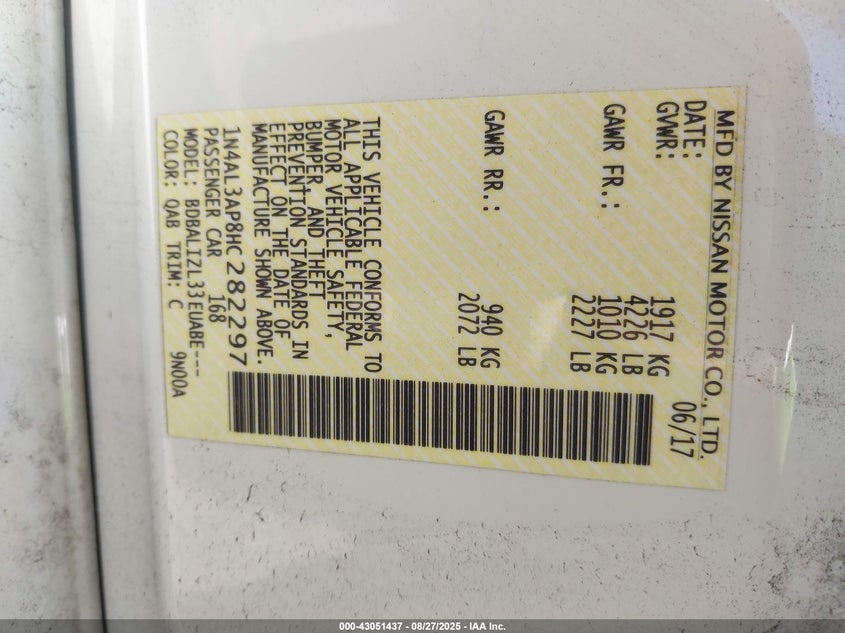 MFD BY NISSAN MOTOR CO., LTD.
DATE: 06/17
GVWR: 1917 KG
4226 LB
GAWR FR.: 1010 KG
2227 LB
GAWR RR.: 940 KG
2072 LB
THIS VEHICLE CONFORMS TO
ALL APPLICABLE FEDERAL
MOTOR VEHICLE SAFETY,
BUMPER, AND THEFT
PREVENTION STANDARDS IN
EFFECT ON THE DATE OF
MANUFACTURE SHOWN ABOVE.
1N4AL3AP8HC282297
PASSENGER CAR 168
MODEL: BDBALIZL33EUABE---
COLOR: QAB TRIM: C 9N00A
000-43051437 - 08/27/2025 - IAA Inc.